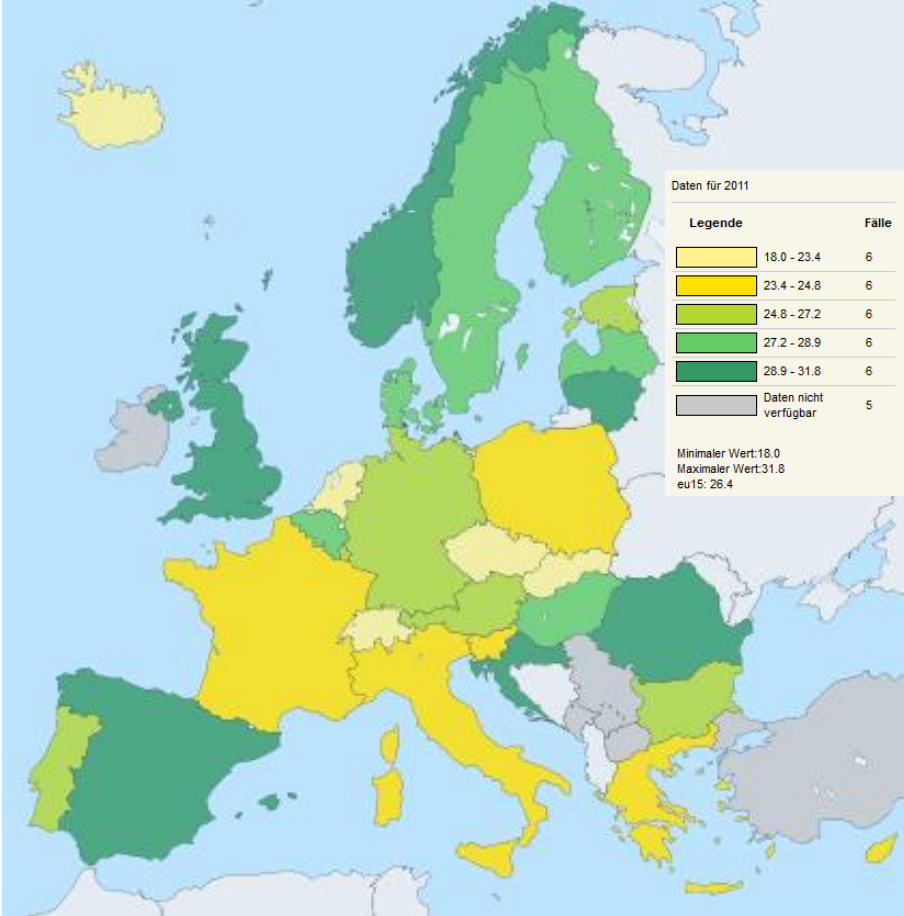 Daten für 2011
Legende Fälle
18.0 - 23.4 6
23.4 - 24.8 6
24.8 - 27.2 6
27.2 - 28.9 6
28.9 - 31.8 6
Daten nicht
verfügbar 5
Minimaler Wert:18.0
Maximaler Wert:31.8
eu15: 26.4